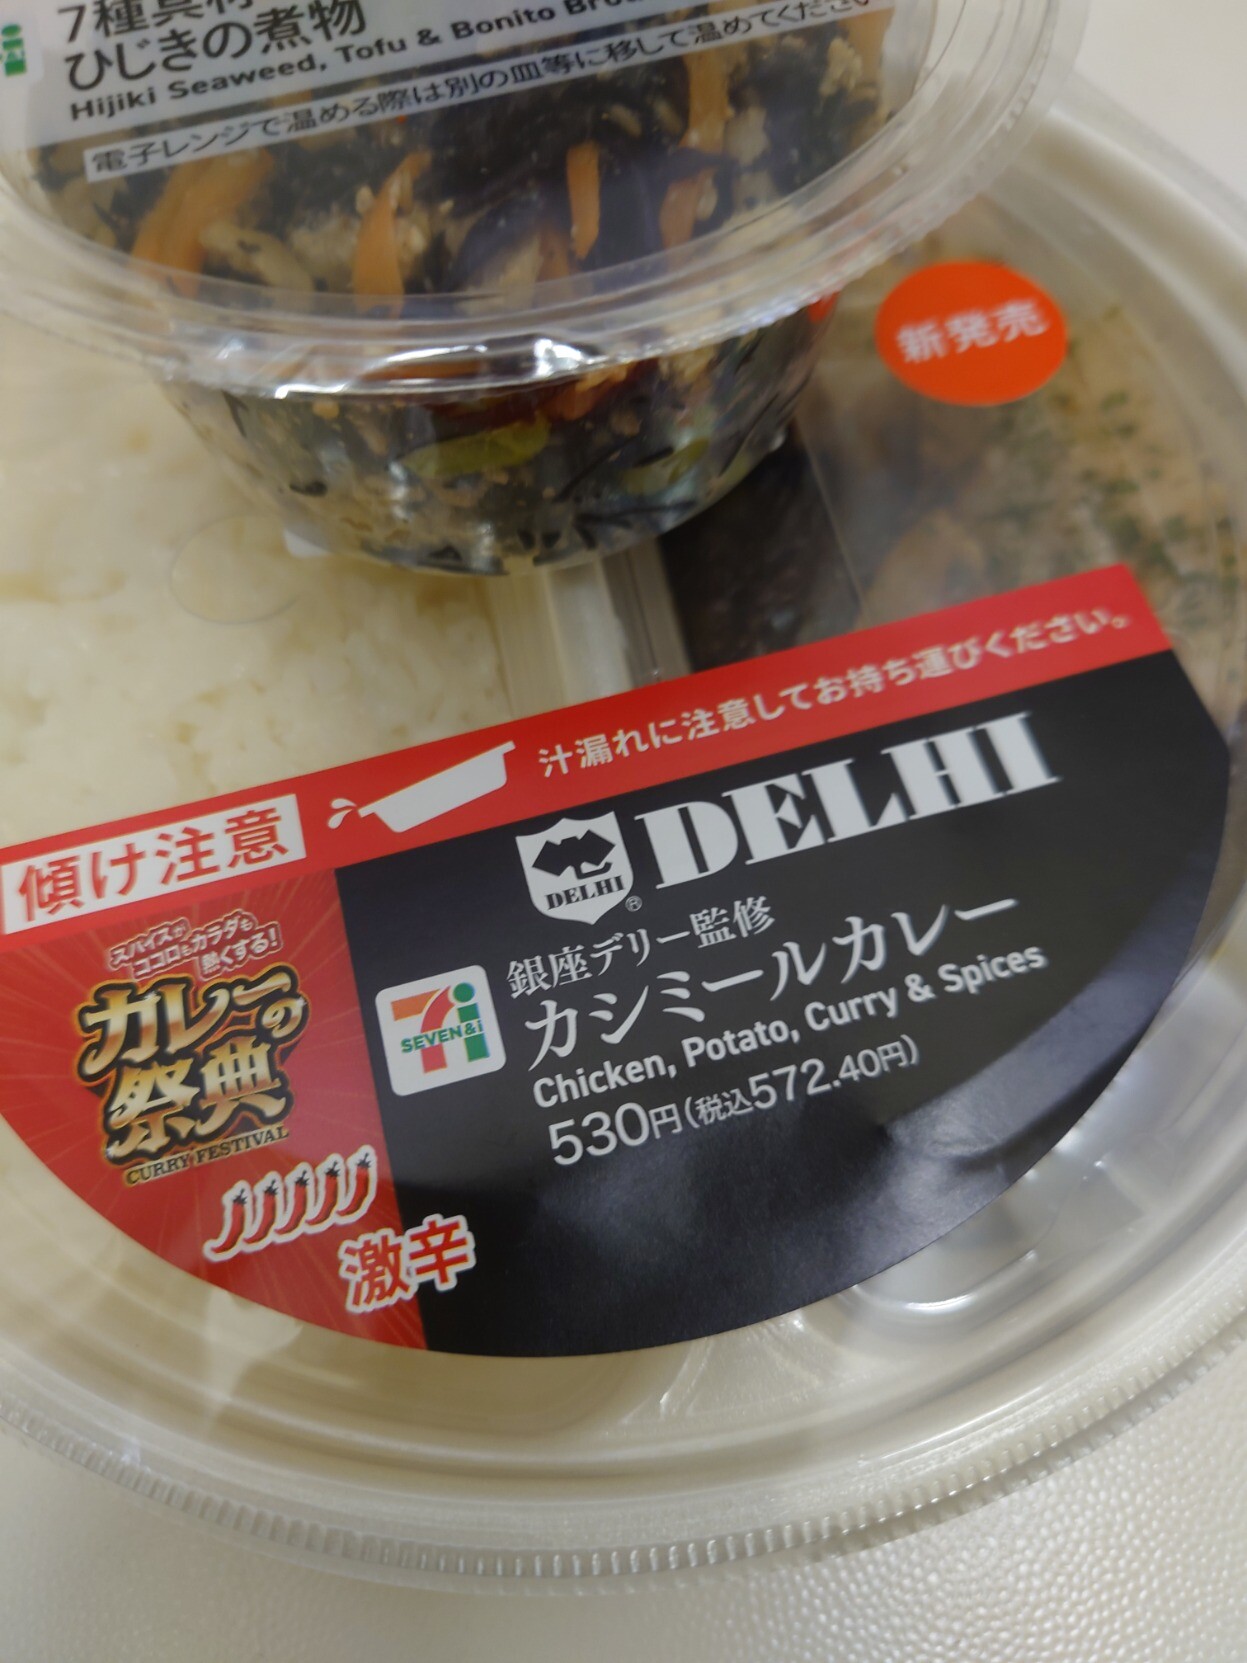 7種具材
ひじきの煮物
Hijiki Seaweed, Tofu & Bonito
電子レンジで温める際は別の皿等に移して温めてください
新発売
汁漏れに注意してお持ち運びください。
傾け注意
DELHI
DELHI
®
銀座デリー監修
カシミールカレー
Chicken, Potato, Curry & Spices
530円(税込572.40円)
SEVEN&i
スパイスが
ココロもカラダも
熱くする!
カレーの
祭典
CURRY FESTIVAL
激辛